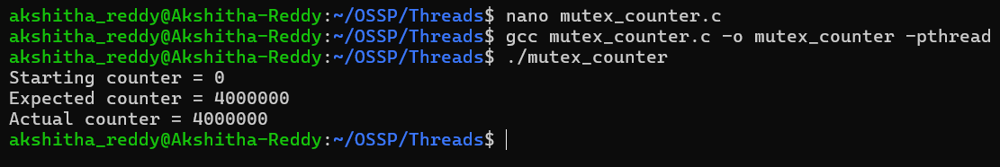 akshitha_reddy@Akshitha-Reddy:~/OSSP/Threads$ nano mutex_counter.c
akshitha_reddy@Akshitha-Reddy:~/OSSP/Threads$ gcc mutex_counter.c -o mutex_counter -pthread
akshitha_reddy@Akshitha-Reddy:~/OSSP/Threads$ ./mutex_counter
Starting counter = 0
Expected counter = 4000000
Actual counter = 4000000
akshitha_reddy@Akshitha-Reddy:~/OSSP/Threads$